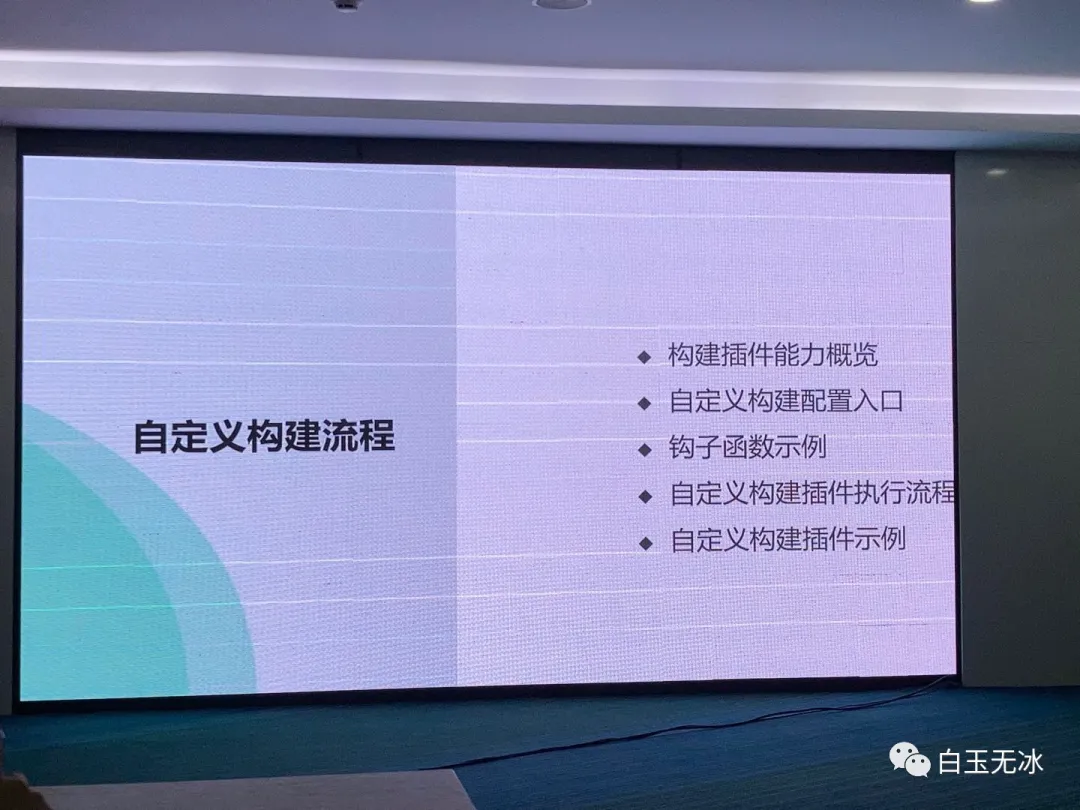 自定义构建流程
◆ 构建插件能力概览
◆ 自定义构建配置入口
◆ 钩子函数示例
◆ 自定义构建插件执行流程
◆ 自定义构建插件示例
白玉无冰